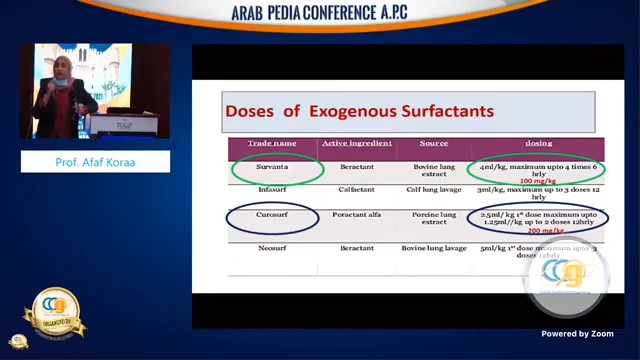 ARAB PEDIA CONFERENCE A.P.C
Prof. Afaf Koraa
Doses of Exogenous Surfactants
Trade name Active ingredient Source dosing
Survanta Beractant Bovine lung extract 4ml/kg, maximum upto 4 times 6 hrly
100 mg/kg
Infasurf Calfactant Calf lung lavage 3ml/kg, maximum up to 3 doses 12 hrly
Curosurf Poractant alfa Porcine lung extract 2.5ml/ kg 1st dose maximum upto 1.25ml//kg up to 2 doses 12hrly
200 mg/kg
Neosurf Beractant Bovine lung lavage 5ml/kg 1st dose maximum upto 3 doses 12hrly
ORGANIZED BY
Powered by Zoom